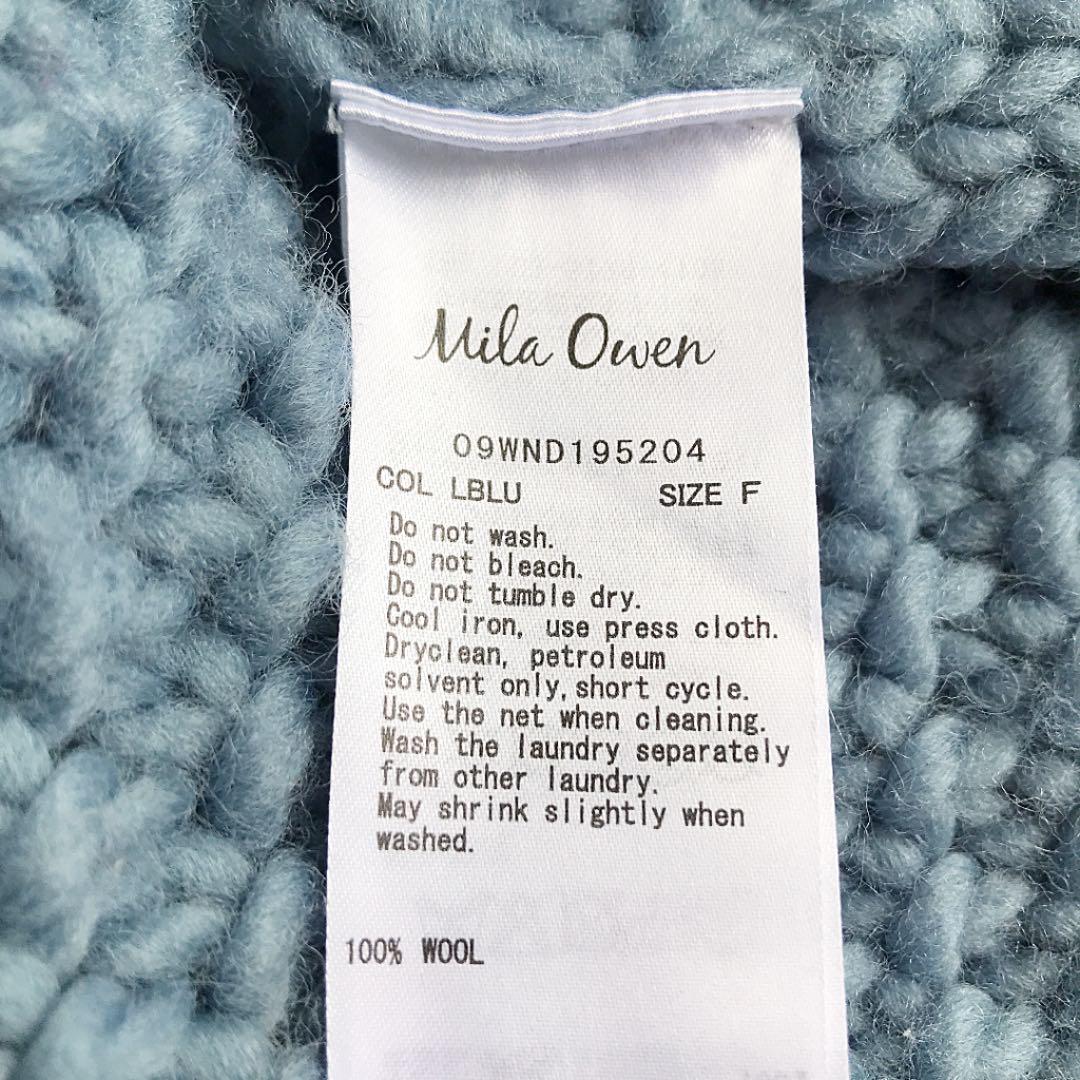 Mila Owen
09WND195204
COL LBLU SIZE F
Do not wash.
Do not bleach.
Do not tumble dry.
Cool iron, use press cloth.
Dryclean, petroleum
solvent only,short cycle.
Use the net when cleaning.
Wash the laundry separately
from other laundry.
May shrink slightly when
washed.
100% WOOL